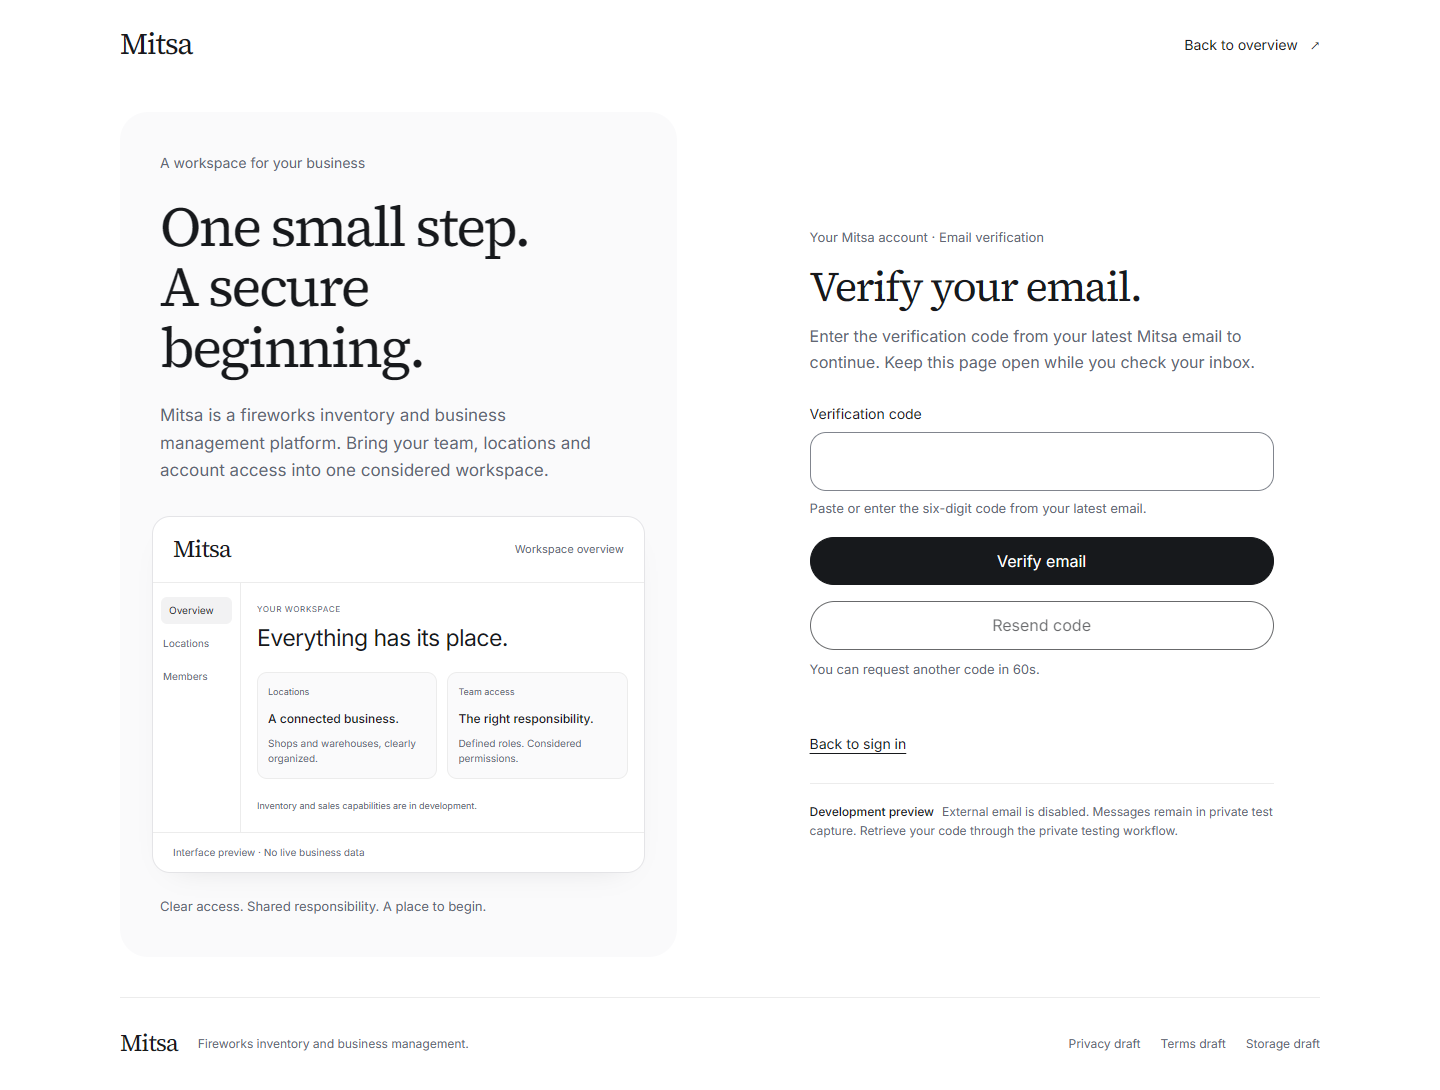 Mitsa
Back to overview ↗
A workspace for your business
One small step.
A secure
beginning.
Mitsa is a fireworks inventory and business
management platform. Bring your team, locations and
account access into one considered workspace.
Mitsa
Workspace overview
Overview
Locations
Members
YOUR WORKSPACE
Everything has its place.
Locations
A connected business.
Shops and warehouses, clearly
organized.
Team access
The right responsibility.
Defined roles. Considered
permissions.
Inventory and sales capabilities are in development.
Interface preview · No live business data
Clear access. Shared responsibility. A place to begin.
Your Mitsa account · Email verification
Verify your email.
Enter the verification code from your latest Mitsa email to
continue. Keep this page open while you check your inbox.
Verification code
Paste or enter the six-digit code from your latest email.
Verify email
Resend code
You can request another code in 60s.
Back to sign in
Development preview External email is disabled. Messages remain in private test
capture. Retrieve your code through the private testing workflow.
Mitsa
Fireworks inventory and business management.
Privacy draft
Terms draft
Storage draft